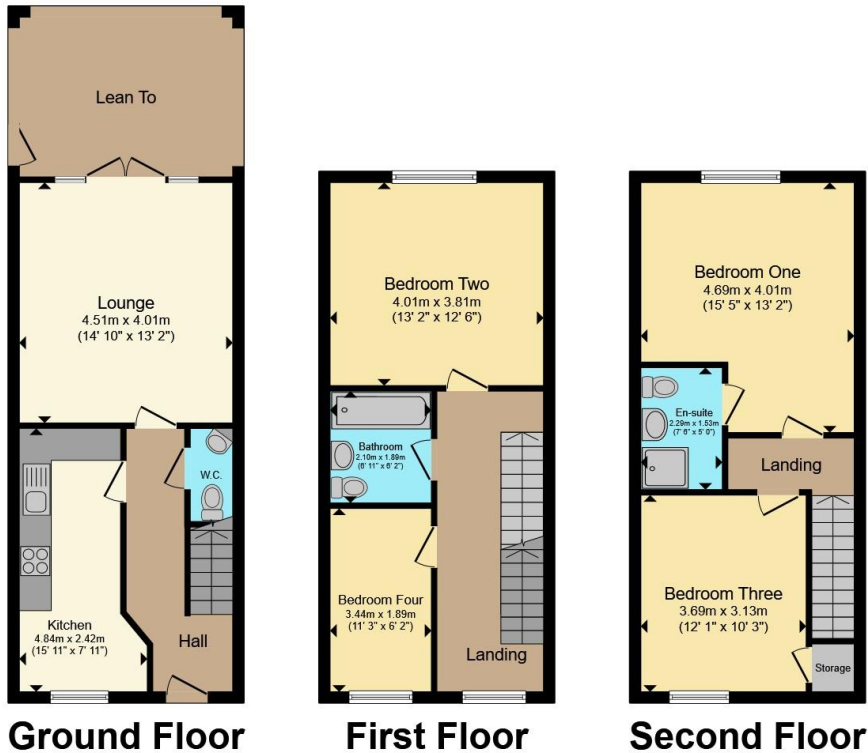 Lean To
Lounge
4.51m x 4.01m
(14' 10" x 13' 2")
W.C.
Kitchen
4.84m x 2.42m
(15' 11" x 7' 11")
Hall
Ground Floor
Bedroom Two
4.01m x 3.81m
(13' 2" x 12' 6")
Bathroom
2.10m x 1.89m
(6' 11" x 6' 2")
Bedroom Four
3.44m x 1.89m
(11' 3" x 6' 2")
Landing
First Floor
Bedroom One
4.69m x 4.01m
(15' 5" x 13' 2")
En-suite
2.29m x 1.53m
(7' 6" x 5' 0")
Landing
Bedroom Three
3.69m x 3.13m
(12' 1" x 10' 3")
Storage
Second Floor